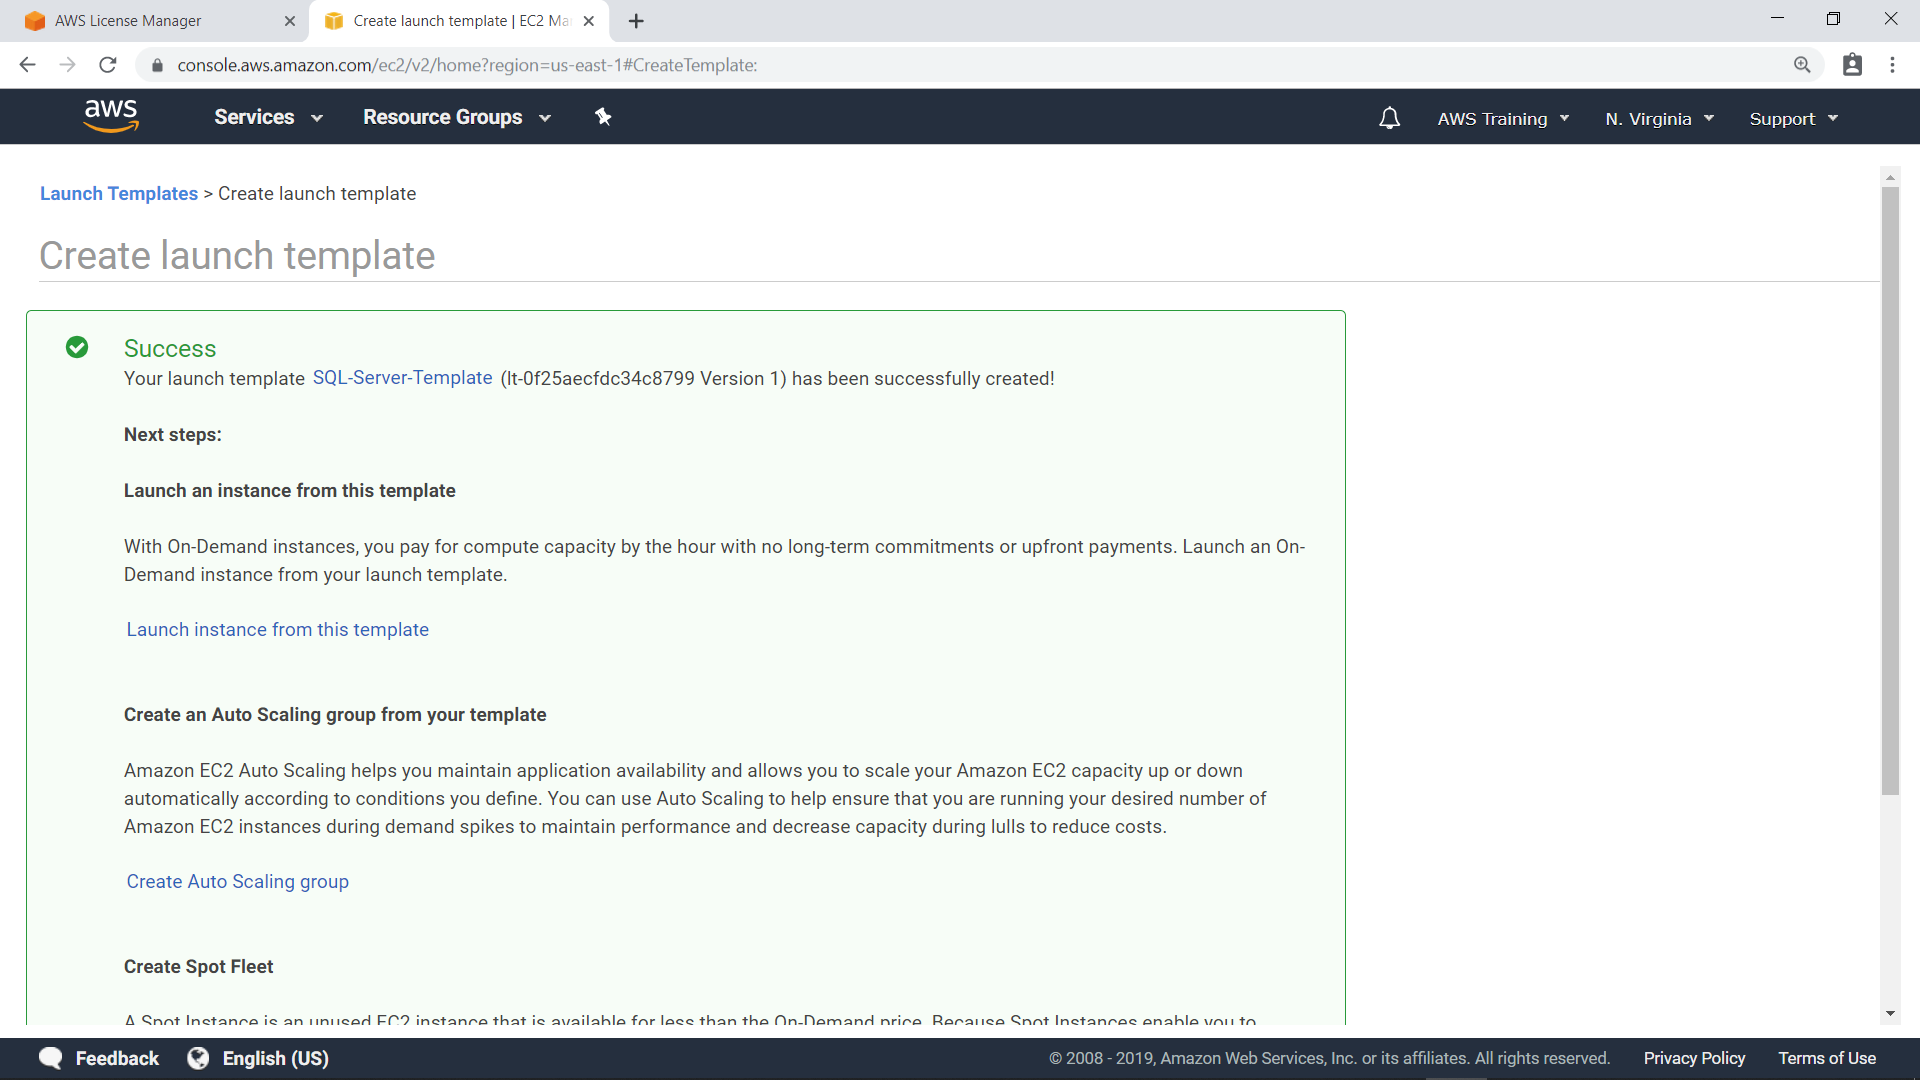 AWS License Manager
Create launch template | EC2 Ma
console.aws.amazon.com/ec2/v2/home?region=us-east-1#CreateTemplate:
aws Services Resource Groups AWS Training N. Virginia Support
Launch Templates > Create launch template
Create launch template
Success
Your launch template SQL-Server-Template (lt-0f25aecfdc34c8799 Version 1) has been successfully created!
Next steps:
Launch an instance from this template
With On-Demand instances, you pay for compute capacity by the hour with no long-term commitments or upfront payments. Launch an On-
Demand instance from your launch template.
Launch instance from this template
Create an Auto Scaling group from your template
Amazon EC2 Auto Scaling helps you maintain application availability and allows you to scale your Amazon EC2 capacity up or down
automatically according to conditions you define. You can use Auto Scaling to help ensure that you are running your desired number of
Amazon EC2 instances during demand spikes to maintain performance and decrease capacity during lulls to reduce costs.
Create Auto Scaling group
Create Spot Fleet
A Spot Instance is an unused EC2 instance that is available for less than the On-Demand price. Because Spot Instances enable you to
Feedback English (US) © 2008 - 2019, Amazon Web Services, Inc. or its affiliates. All rights reserved. Privacy Policy Terms of Use